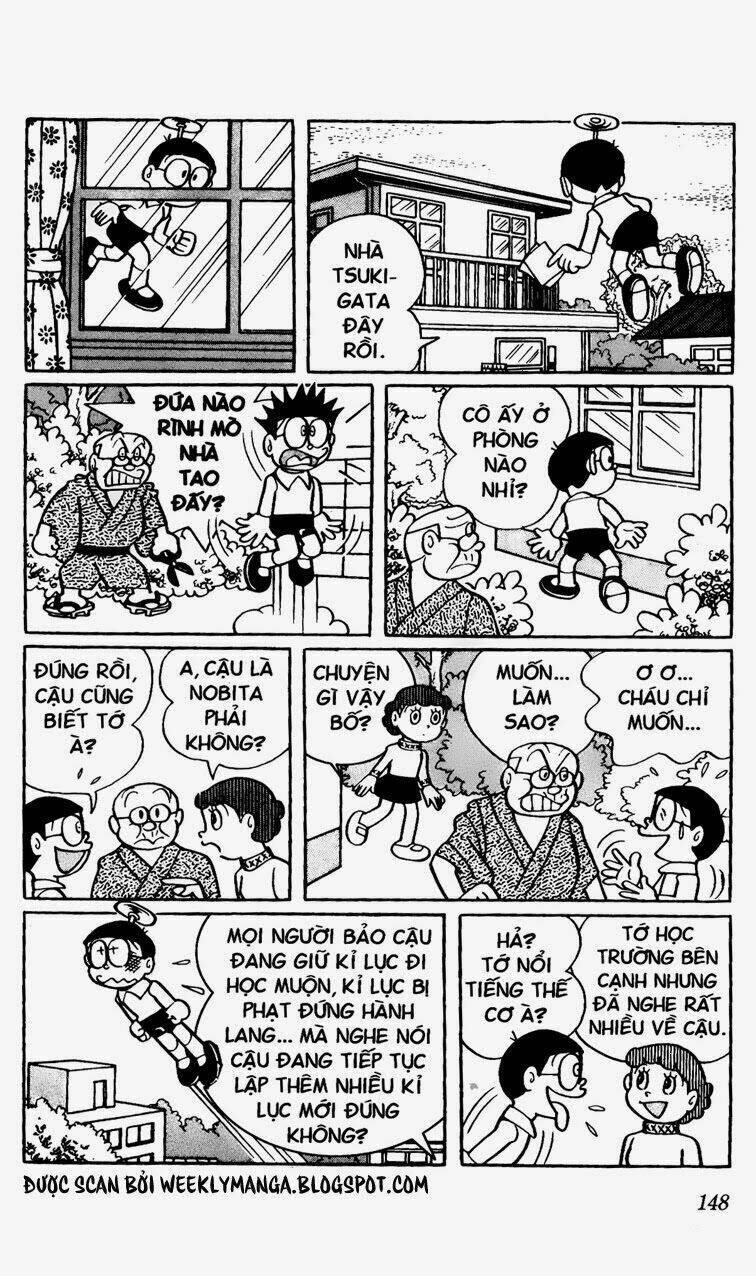 NHÀ
TSUKI-
GATA
ĐÂY
RỒI.
CÔ ẤY Ở
PHÒNG
NÀO
NHỈ?
ĐỨA NÀO
RÌNH MÒ
NHÀ
TAO
ĐẤY?
Ơ Ơ...
CHÁU CHỈ
MUỐN...
MUỐN...
LÀM
SAO?
CHUYỆN
GÌ VẬY
BỐ?
A, CẬU LÀ
NOBITA
PHẢI
KHÔNG?
ĐÚNG RỒI,
CẬU CŨNG
BIẾT TỚ
À?
TỚ HỌC
TRƯỜNG BÊN
CẠNH NHƯNG
ĐÃ NGHE RẤT
NHIỀU VỀ CẬU.
HẢ?
TỚ NỔI
TIẾNG THẾ
CƠ À?
MỌI NGƯỜI BẢO CẬU
ĐANG GIỮ KỈ LỤC ĐI
HỌC MUỘN, KỈ LỤC BỊ
PHẠT ĐỨNG HÀNH
LANG... MÀ NGHE NÓI
CẬU ĐANG TIẾP TỤC
LẬP THÊM NHIỀU KỈ
LỤC MỚI ĐÚNG
KHÔNG?
ĐƯỢC SCAN BỞI WEEKLYMANGA.BLOGSPOT.COM
148